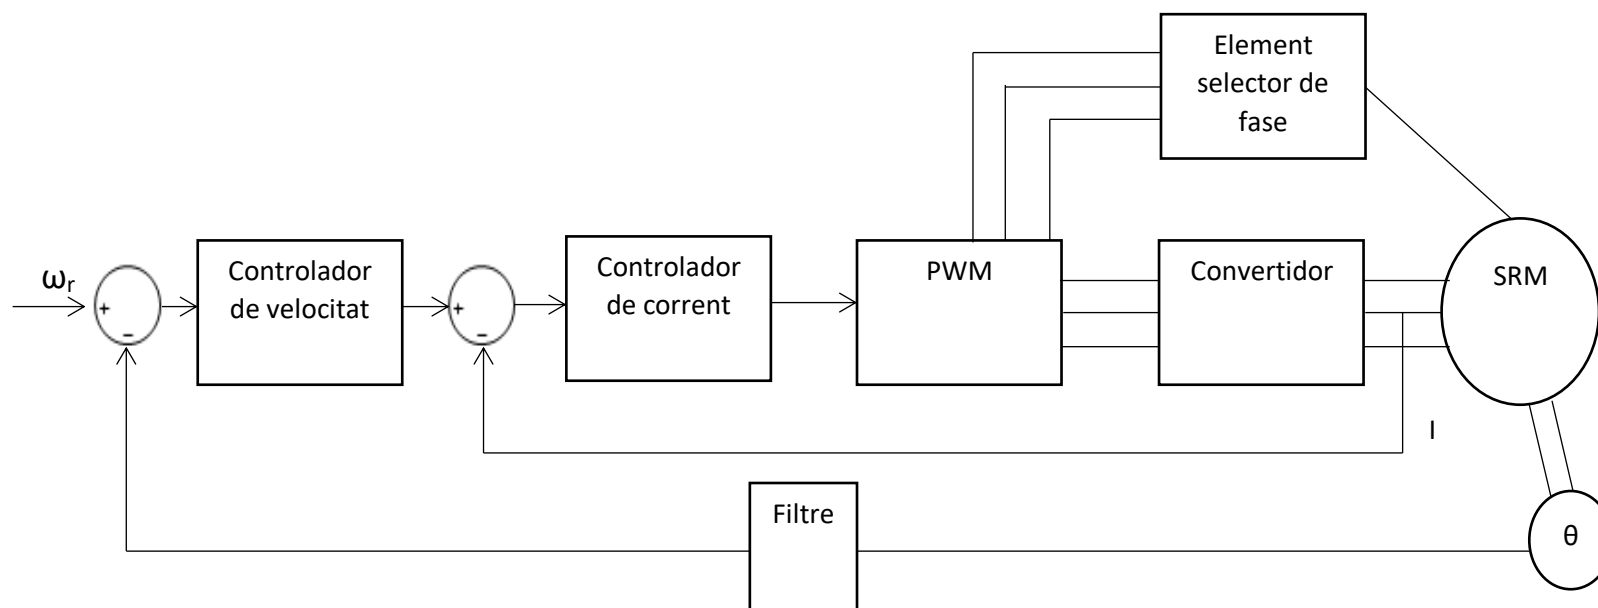 Element
selector de
fase
ωr
+
-
Controlador
de velocitat
+
-
Controlador
de corrent
PWM
Convertidor
SRM
I
Filtre
θ